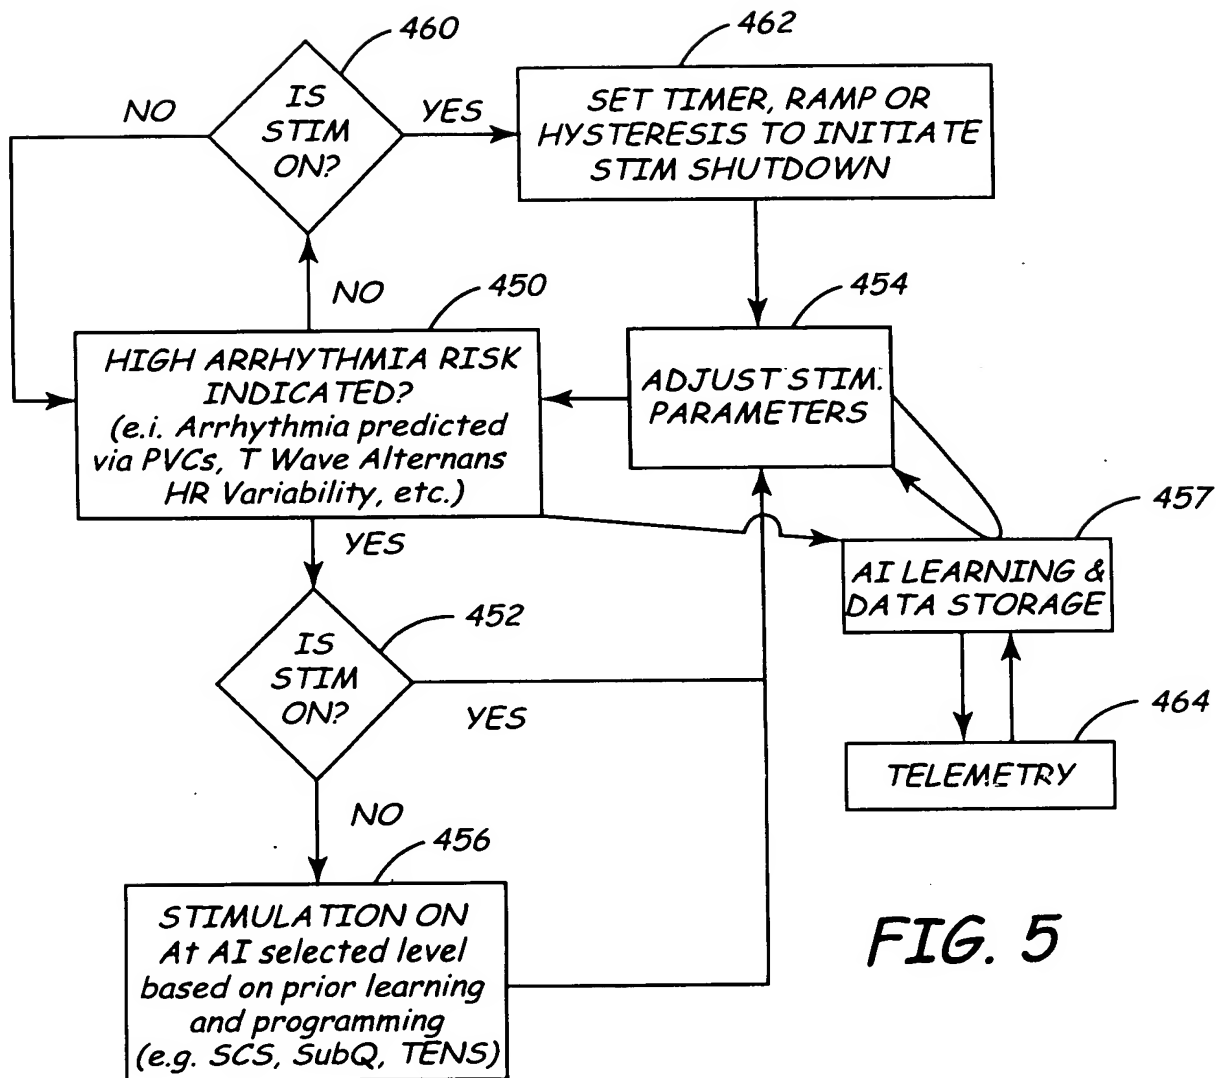 460
IS
STIM
ON?
NO
YES
462
SET TIMER, RAMP OR
HYSTERESIS TO INITIATE
STIM SHUTDOWN
NO
450
HIGH ARRHYTHMIA RISK
INDICATED?
(e.i. Arrhythmia predicted
via PVCs, T Wave Alternans
HR Variability, etc.)
454
ADJUST STIM.
PARAMETERS
YES
457
AI LEARNING &
DATA STORAGE
452
IS
STIM
ON?
YES
464
TELEMETRY
NO
456
STIMULATION ON
At AI selected level
based on prior learning
and programming
(e.g. SCS, SubQ, TENS)
FIG. 5